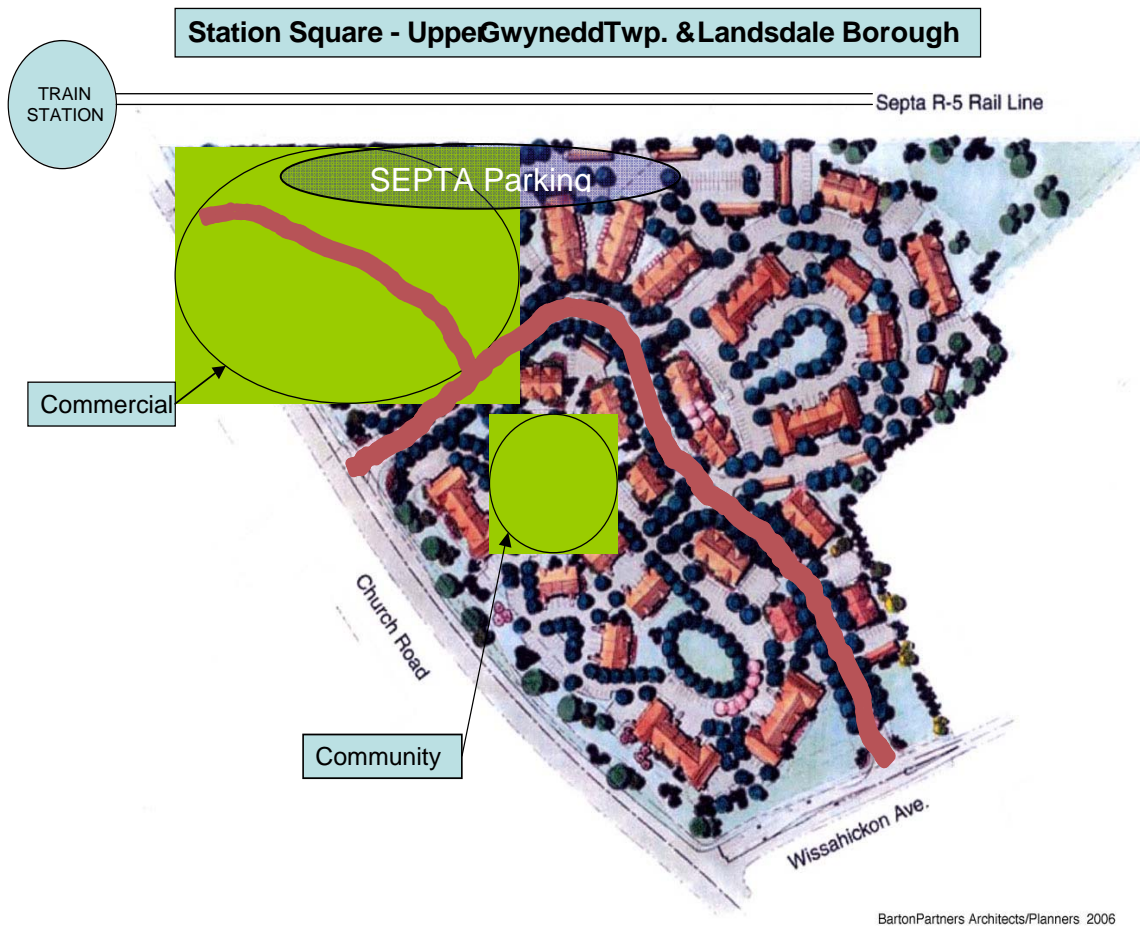 Station Square - UpperGwyneddTwp. &Landsdale Borough
TRAIN
STATION
Septa R-5 Rail Line
SEPTA Parking
Commercial
Church Road
Community
Wissahickon Ave.
BartonPartners Architects/Planners 2006